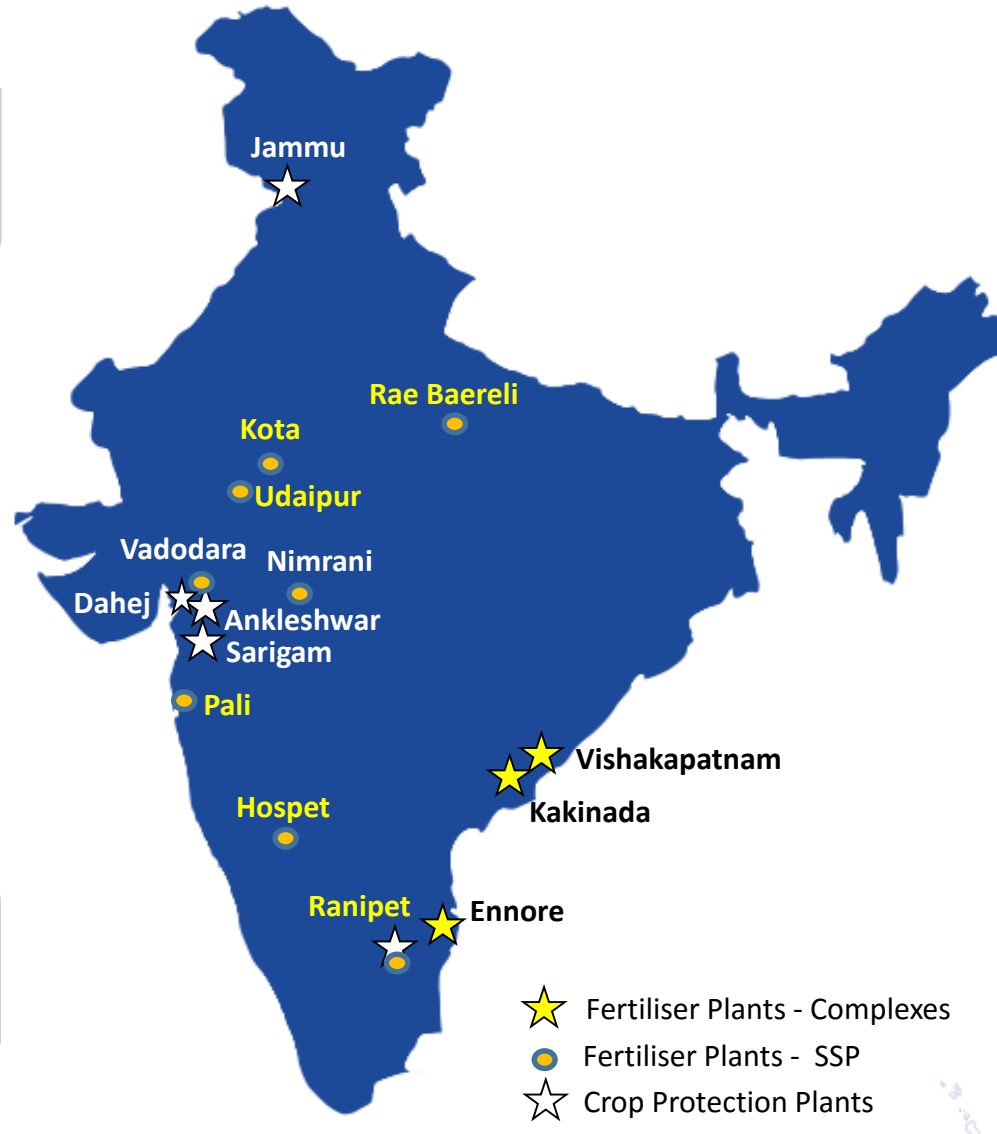 Jammu
Rae Baereli
Kota
Udaipur
Vadodara
Nimrani
Dahej
Ankleshwar
Sarigam
Pali
Vishakapatnam
Kakinada
Hospet
Ranipet
Ennore
Fertiliser Plants - Complexes
Fertiliser Plants - SSP
Crop Protection Plants